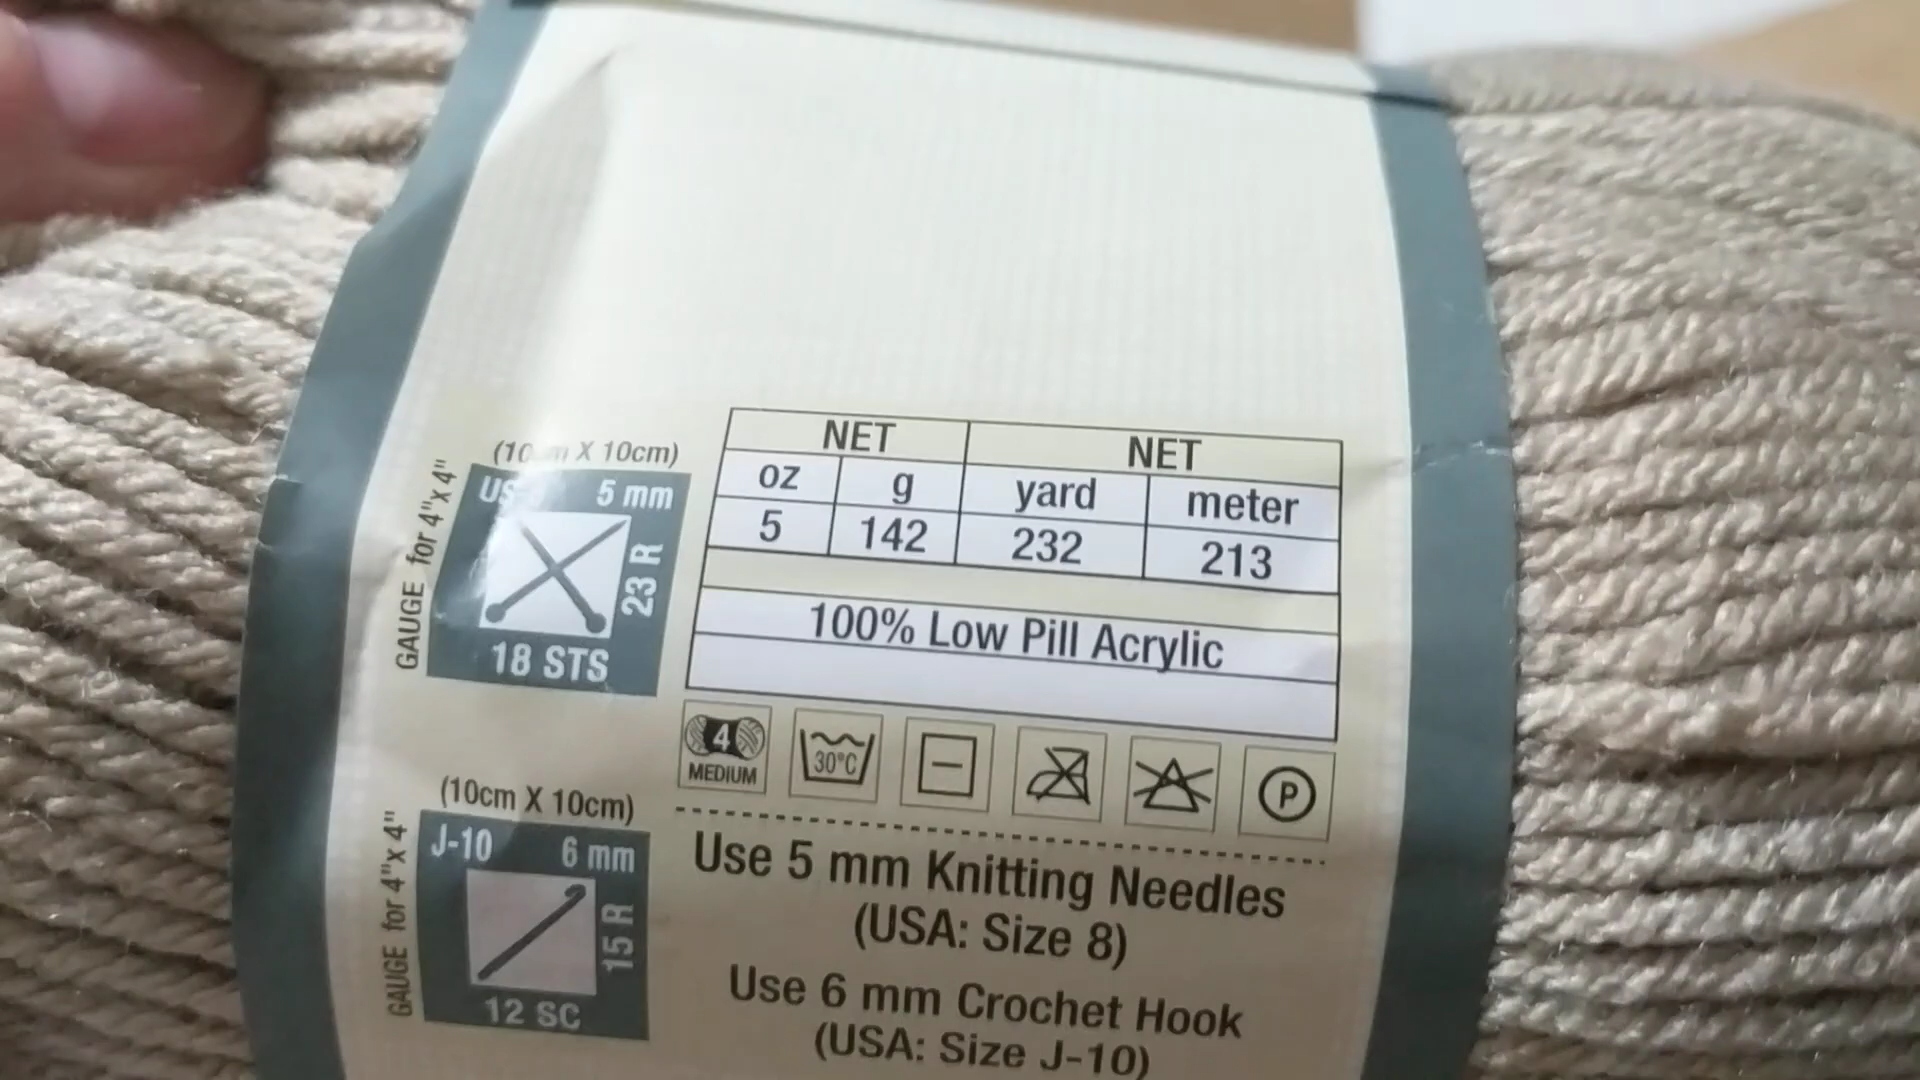 NET NET
oz g yard meter
5 142 232 213
100% Low Pill Acrylic
(10 X 10cm)
GAUGE for 4"x 4"
US 5 mm
23 R
18 STS
4
MEDIUM
30°C
P
(10cm X 10cm)
GAUGE for 4"x 4"
J-10 6 mm
15 R
12 SC
Use 5 mm Knitting Needles
(USA: Size 8)
Use 6 mm Crochet Hook
(USA: Size J-10)